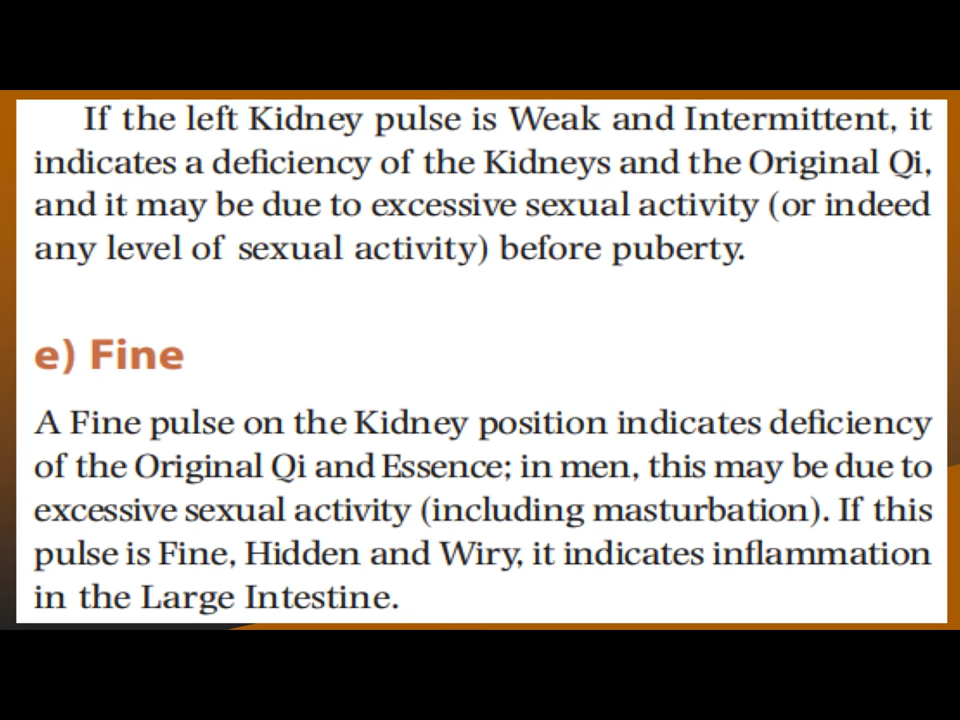 If the left Kidney pulse is Weak and Intermittent, it
indicates a deficiency of the Kidneys and the Original Qi,
and it may be due to excessive sexual activity (or indeed
any level of sexual activity) before puberty.
e) Fine
A Fine pulse on the Kidney position indicates deficiency
of the Original Qi and Essence; in men, this may be due to
excessive sexual activity (including masturbation). If this
pulse is Fine, Hidden and Wiry, it indicates inflammation
in the Large Intestine.